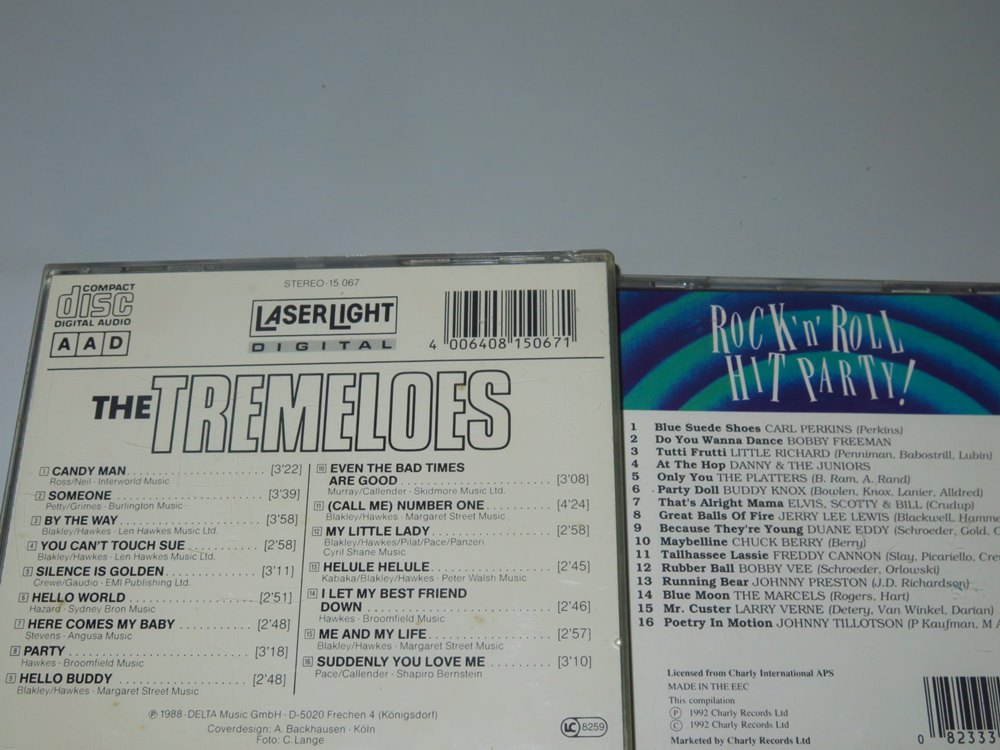 COMPACT
disc
DIGITAL AUDIO
AAD
STEREO · 15 067
LASERLIGHT
DIGITAL
4 006408 150671
THE TREMELOES
1 CANDY MAN [3'22]
Ross/Neil · Interworld Music
2 SOMEONE [3'39]
Petty/Grimes · Burlington Music
3 BY THE WAY [3'58]
Blakley/Hawkes · Len Hawkes Music Ltd.
4 YOU CAN'T TOUCH SUE [2'58]
Blakley/Hawkes · Len Hawkes Music Ltd.
5 SILENCE IS GOLDEN [3'11]
Crewe/Gaudio · EMI Publishing Ltd.
6 HELLO WORLD [2'51]
Hazard · Sydney Bron Music
7 HERE COMES MY BABY [2'48]
Stevens · Angusa Music
8 PARTY [3'18]
Hawkes · Broomfield Music
9 HELLO BUDDY [2'48]
Blakley/Hawkes · Margaret Street Music
10 EVEN THE BAD TIMES
ARE GOOD [3'08]
Murray/Callender · Skidmore Music Ltd.
11 (CALL ME) NUMBER ONE [4'24]
Blakley/Hawkes · Margaret Street Music
12 MY LITTLE LADY [2'58]
Blakley/Hawkes/Pilat/Pace/Panzeri
Cyril Shane Music
13 HELULE HELULE [2'45]
Kabaka/Blakley/Hawkes · Peter Walsh Music
14 I LET MY BEST FRIEND
DOWN [2'46]
Hawkes · Broomfield Music
15 ME AND MY LIFE [2'57]
Blakley/Hawkes · Margaret Street Music
16 SUDDENLY YOU LOVE ME [3'10]
Pace/Callender · Shapiro Bernstein
℗ 1988 · DELTA Music GmbH · D-5020 Frechen 4 (Königsdorf)
Coverdesign: A. Backhausen · Köln
Foto: C. Lange
LC 8259
ROCK 'n' ROLL
HIT PARTY!
1 Blue Suede Shoes CARL PERKINS (Perkins)
2 Do You Wanna Dance BOBBY FREEMAN
3 Tutti Frutti LITTLE RICHARD (Penniman, Babostrill, Lubin)
4 At The Hop DANNY & THE JUNIORS
5 Only You THE PLATTERS (B. Ram, A. Rand)
6 Party Doll BUDDY KNOX (Bowlen, Knox, Lanier, Alldred)
7 That's Alright Mama ELVIS, SCOTTY & BILL (Crudup)
8 Great Balls Of Fire JERRY LEE LEWIS (Blackwell, Hamme
9 Because They're Young DUANE EDDY (Schroeder, Gold, C
10 Maybelline CHUCK BERRY (Berry)
11 Tallhassee Lassie FREDDY CANNON (Slay, Picariello, Cre
12 Rubber Ball BOBBY VEE (Schroeder, Orlowski)
13 Running Bear JOHNNY PRESTON (J.D. Richardson)
14 Blue Moon THE MARCELS (Rogers, Hart)
15 Mr. Custer LARRY VERNE (Detery, Van Winkel, Darian)
16 Poetry In Motion JOHNNY TILLOTSON (P Kaufman, M A
Licensed from Charly International APS
MADE IN THE EEC
This compilation
℗ 1992 Charly Records Ltd
© 1992 Charly Records Ltd
Marketed by Charly Records Ltd
0 82333